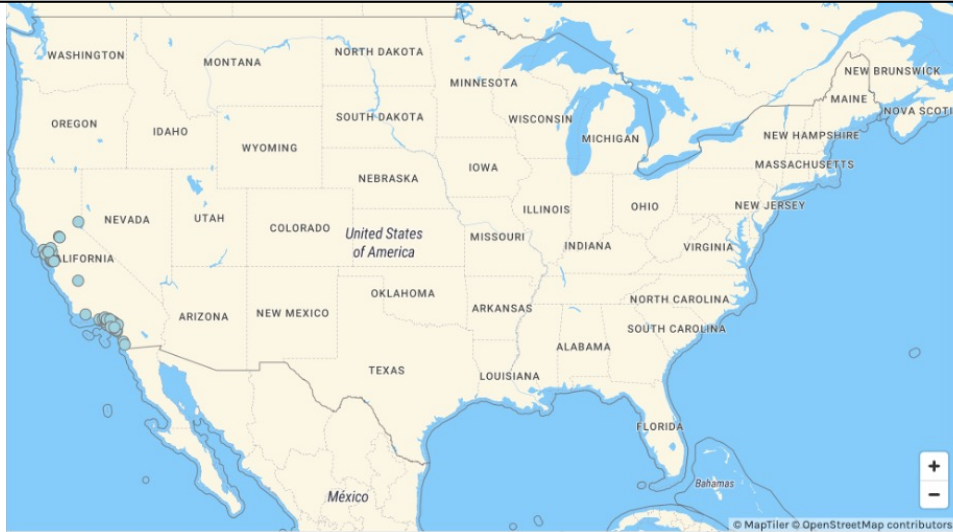 WASHINGTON
MONTANA
NORTH DAKOTA
MINNESOTA
NEW BRUNSWICK
MAINE
NOVA SCOTI
OREGON
IDAHO
SOUTH DAKOTA
WISCONSIN
MICHIGAN
NEW HAMPSHIRE
WYOMING
MASSACHUSETTS
NEBRASKA
IOWA
NEVADA
UTAH
COLORADO
ILLINOIS
OHIO
NEW JERSEY
United States
of America
MISSOURI
INDIANA
VIRGINIA
ALIFORNIA
OKLAHOMA
ARIZONA
NEW MEXICO
ARKANSAS
NORTH CAROLINA
SOUTH CAROLINA
ALABAMA
TEXAS
LOUISIANA
FLORIDA
México
Bahamas
+
−
© MapTiler © OpenStreetMap contributors